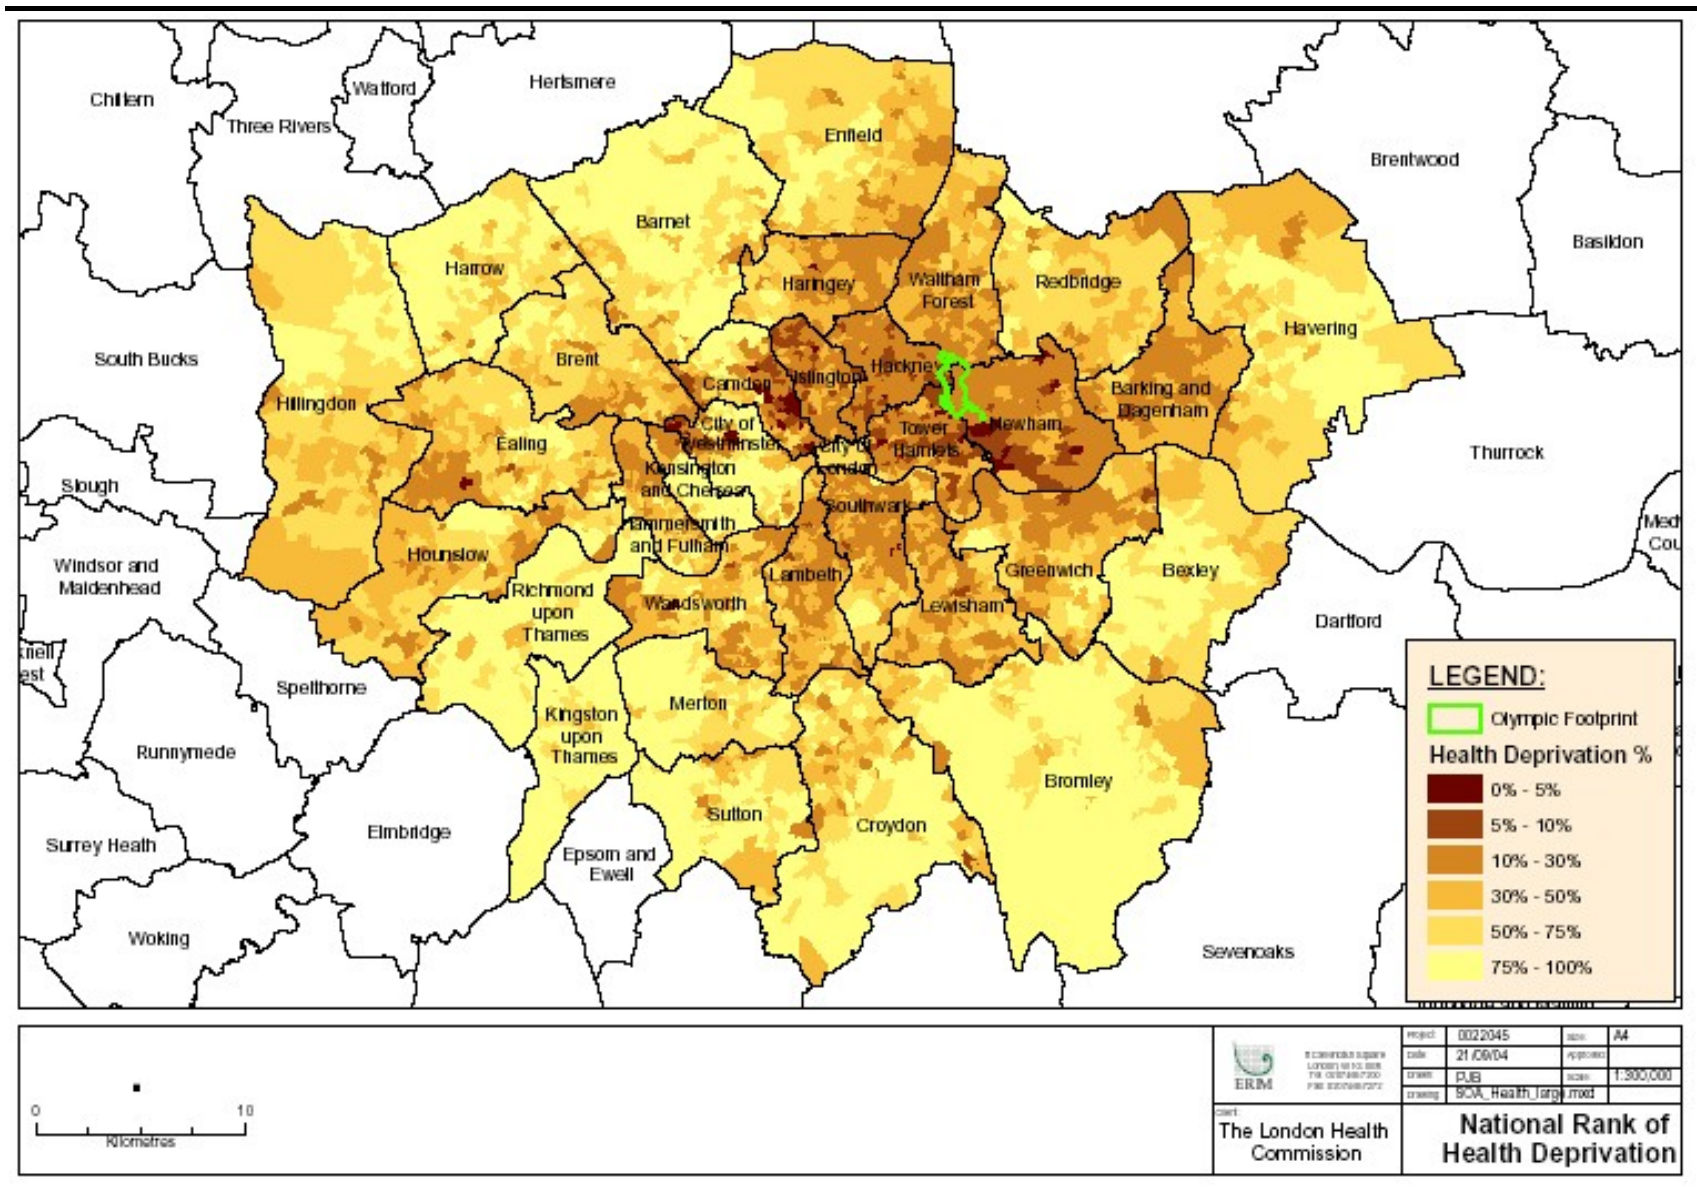 Chiltern
Three Rivers
Watford
Hertsmere
Enfield
Brentwood
Basildon
Barnet
Harrow
Haringey
Waltham
Forest
Redbridge
Havering
South Bucks
Brent
Camden
Islington
Hackney
Barking and
Dagenham
Hillingdon
Ealing
City of
Westminster
City of
London
Tower
Hamlets
Newham
Thurrock
Slough
Kensington
and Chelsea
Southwark
Hammersmith
and Fulham
Windsor and
Maidenhead
Hounslow
Richmond
upon
Thames
Wandsworth
Lambeth
Lewisham
Greenwich
Bexley
Dartford
Spelthorne
Runnymede
Kingston
upon
Thames
Merton
Bromley
Surrey Heath
Elmbridge
Epsom and
Ewell
Sutton
Croydon
Woking
Sevenoaks
LEGEND:
Olympic Footprint
Health Deprivation %
0% - 5%
5% - 10%
10% - 30%
30% - 50%
50% - 75%
75% - 100%
0 10
Kilometres
ERM
The London Health
Commission
0022045 A4
21/09/04
PJB 1:300,000
SOA_Health_large.mxd
National Rank of
Health Deprivation